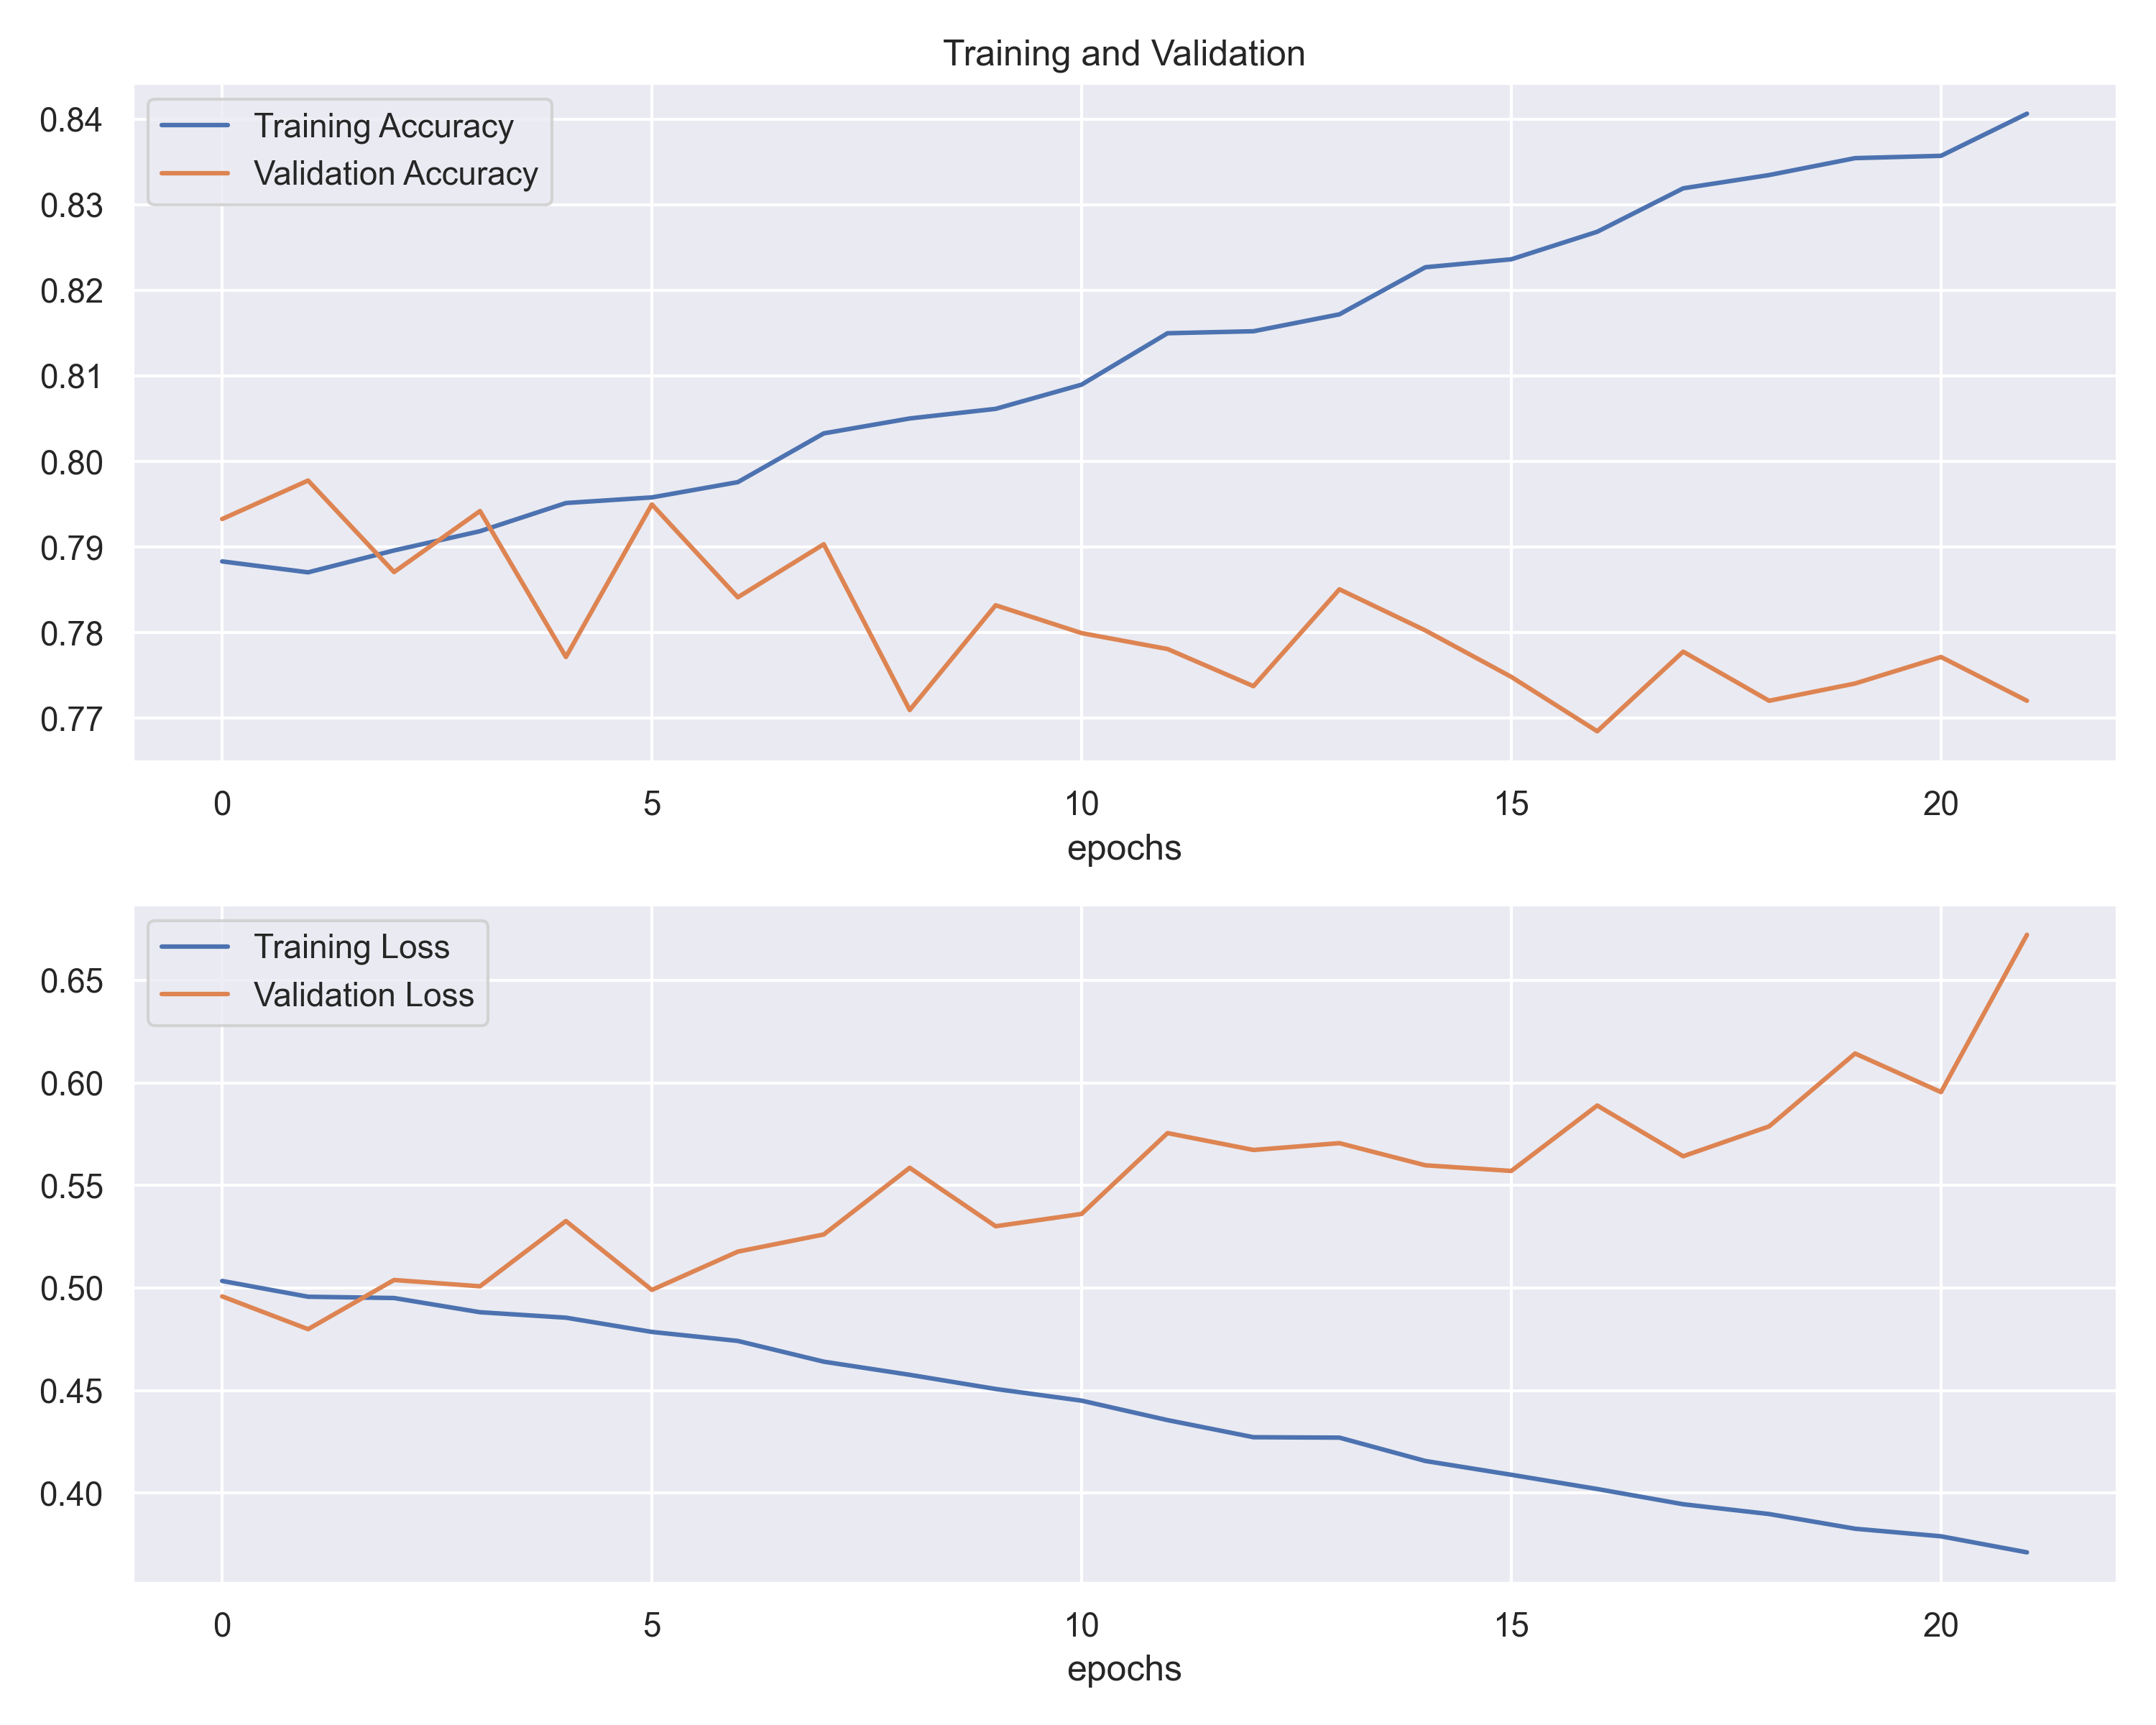 Training and Validation
Training Accuracy
Validation Accuracy
0.84
0.83
0.82
0.81
0.80
0.79
0.78
0.77
0 5 10 15 20
epochs
Training Loss
Validation Loss
0.65
0.60
0.55
0.50
0.45
0.40
0 5 10 15 20
epochs